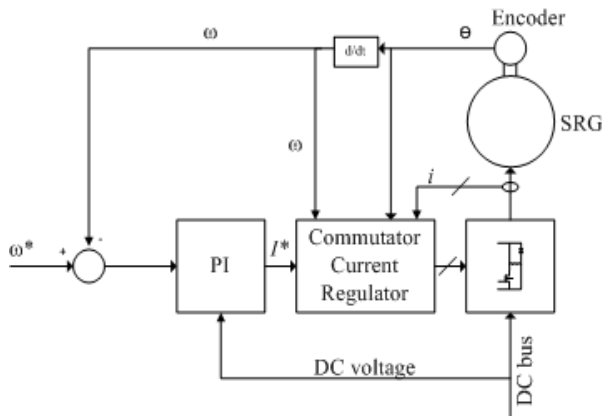 Encoder
ω
d/dt
θ
SRG
ω
i
ω*
+
-
PI
I*
Commutator
Current
Regulator
DC voltage
DC bus